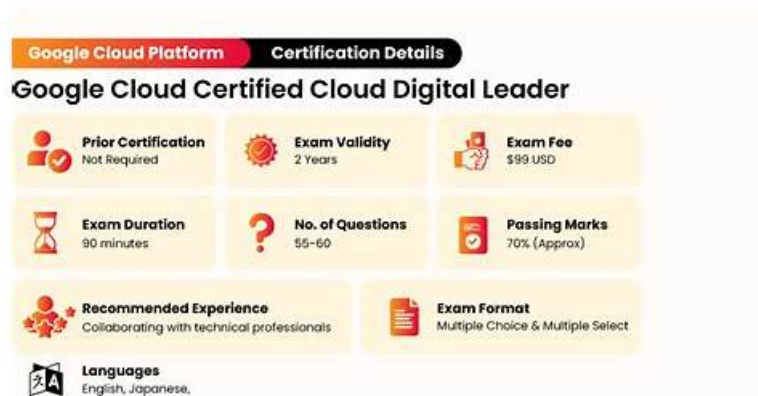 Google Cloud Platform
Certification Details
Google Cloud Certified Cloud Digital Leader
Prior Certification
Not Required
Exam Validity
2 Years
Exam Fee
$99 USD
Exam Duration
90 minutes
No. of Questions
55-60
Passing Marks
70% (Approx)
Recommended Experience
Collaborating with technical professionals
Exam Format
Multiple Choice & Multiple Select
文A
Languages
English, Japanese,